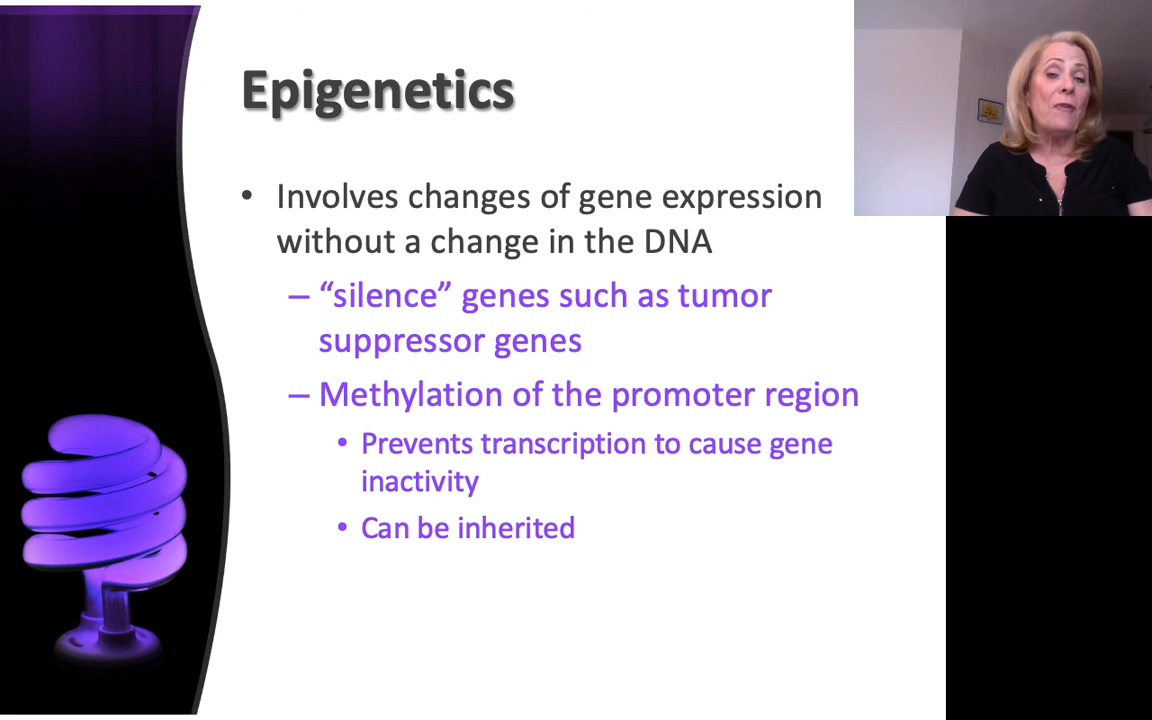 Epigenetics
• Involves changes of gene expression
without a change in the DNA
– “silence” genes such as tumor
suppressor genes
– Methylation of the promoter region
• Prevents transcription to cause gene
inactivity
• Can be inherited